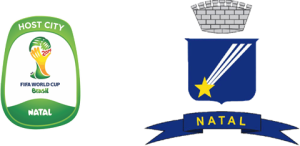 HOST CITY
FIFA WORLD CUP
Brasil
NATAL
NATAL